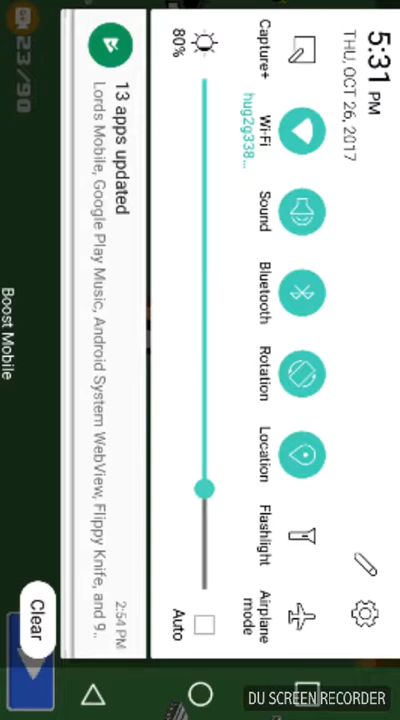 5:31 PM
THU, OCT 26, 2017
Capture+
Wi-Fi
hug2g338...
Sound
Bluetooth
Rotation
Location
Flashlight
Airplane
mode
80%
Auto
13 apps updated
2:54 PM
Lords Mobile, Google Play Music, Android System WebView, Flippy Knife, and 9..
23/90
Boost Mobile
Clear
DU SCREEN RECORDER